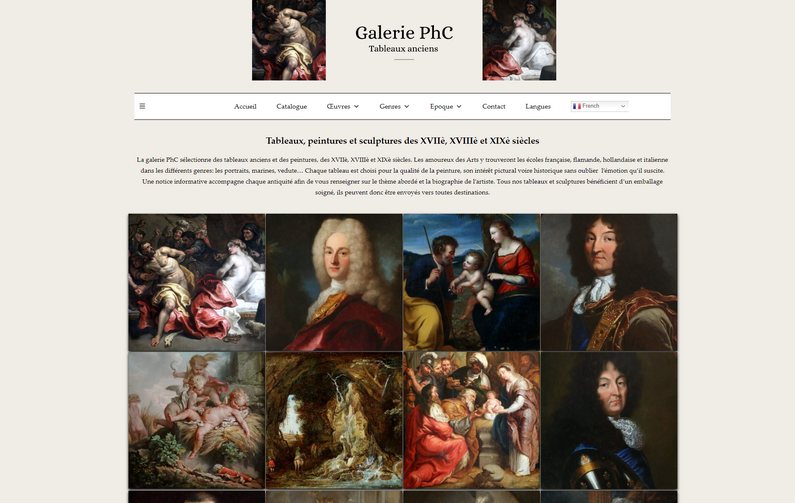 Galerie PhC
Tableaux anciens
Accueil Catalogue Œuvres Genres Epoque Contact Langues French
Tableaux, peintures et sculptures des XVIIè, XVIIIè et XIXè siècles
La galerie PhC sélectionne des tableaux anciens et des peintures, des XVIIè, XVIIIè et XIXè siècles. Les amoureux des Arts y trouveront les écoles française, flamande, hollandaise et italienne
dans les différents genres: les portraits, marines, vedute… Chaque tableau est choisi pour la qualité de la peinture, son intérêt pictural voire historique sans oublier l'émotion qu'il suscite.
Une notice informative accompagne chaque antiquité afin de vous renseigner sur le thème abordé et la biographie de l'artiste. Tous nos tableaux et sculptures bénéficient d'un emballage
soigné, ils peuvent donc être envoyés vers toutes destinations.